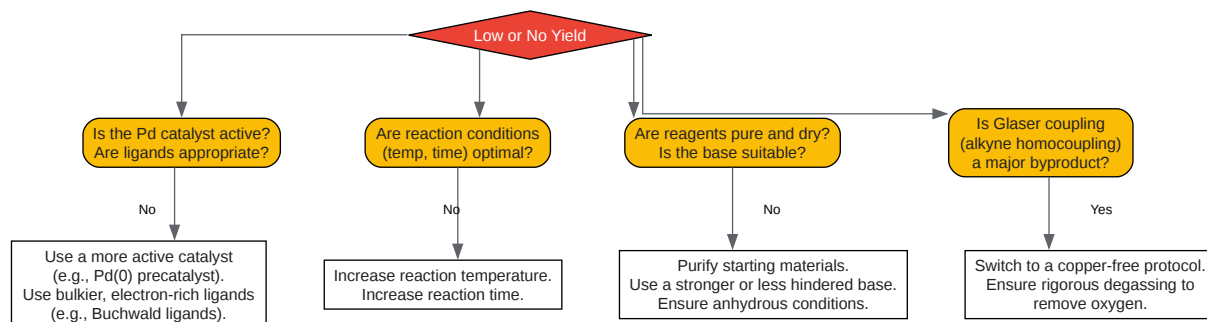 Low or No Yield
Is the Pd catalyst active?
Are ligands appropriate?
Are reaction conditions
(temp, time) optimal?
Are reagents pure and dry?
Is the base suitable?
Is Glaser coupling
(alkyne homocoupling)
a major byproduct?
No
No
No
Yes
Use a more active catalyst
(e.g., Pd(0) precatalyst).
Use bulkier, electron-rich ligands
(e.g., Buchwald ligands).
Increase reaction temperature.
Increase reaction time.
Purify starting materials.
Use a stronger or less hindered base.
Ensure anhydrous conditions.
Switch to a copper-free protocol.
Ensure rigorous degassing to
remove oxygen.